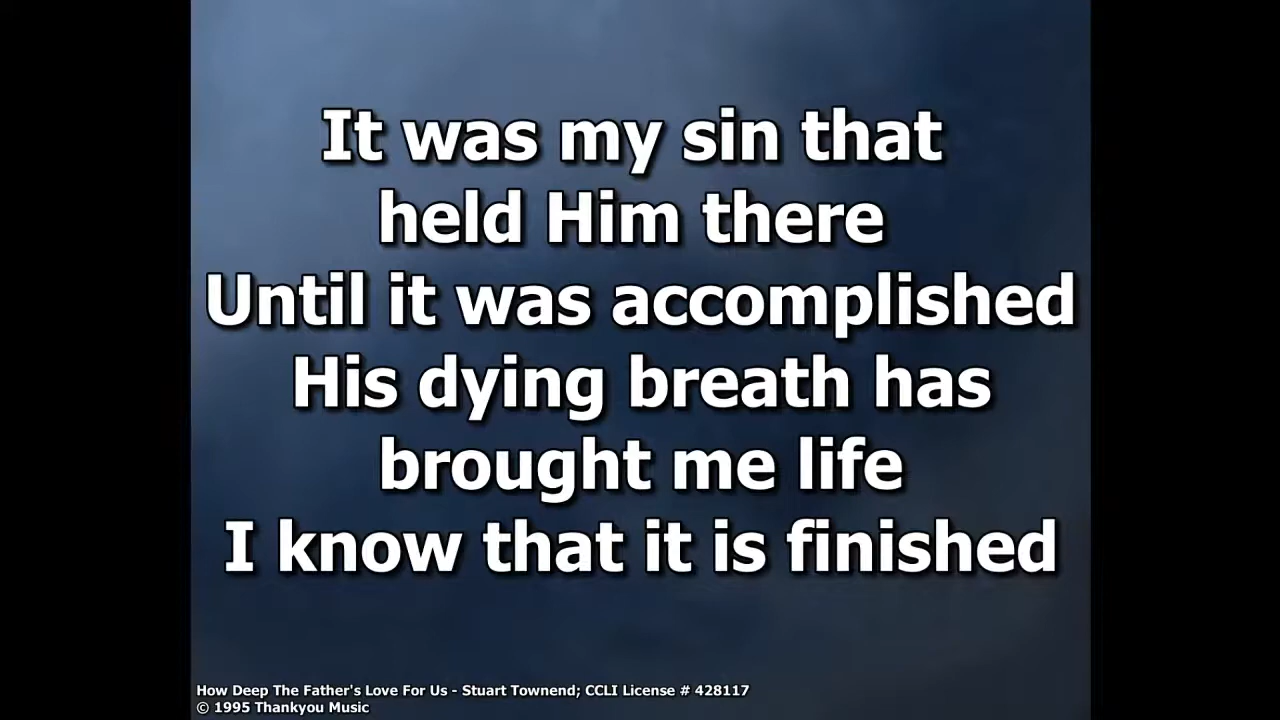 It was my sin that
held Him there
Until it was accomplished
His dying breath has
brought me life
I know that it is finished
How Deep The Father's Love For Us - Stuart Townend; CCLI License # 428117
© 1995 Thankyou Music